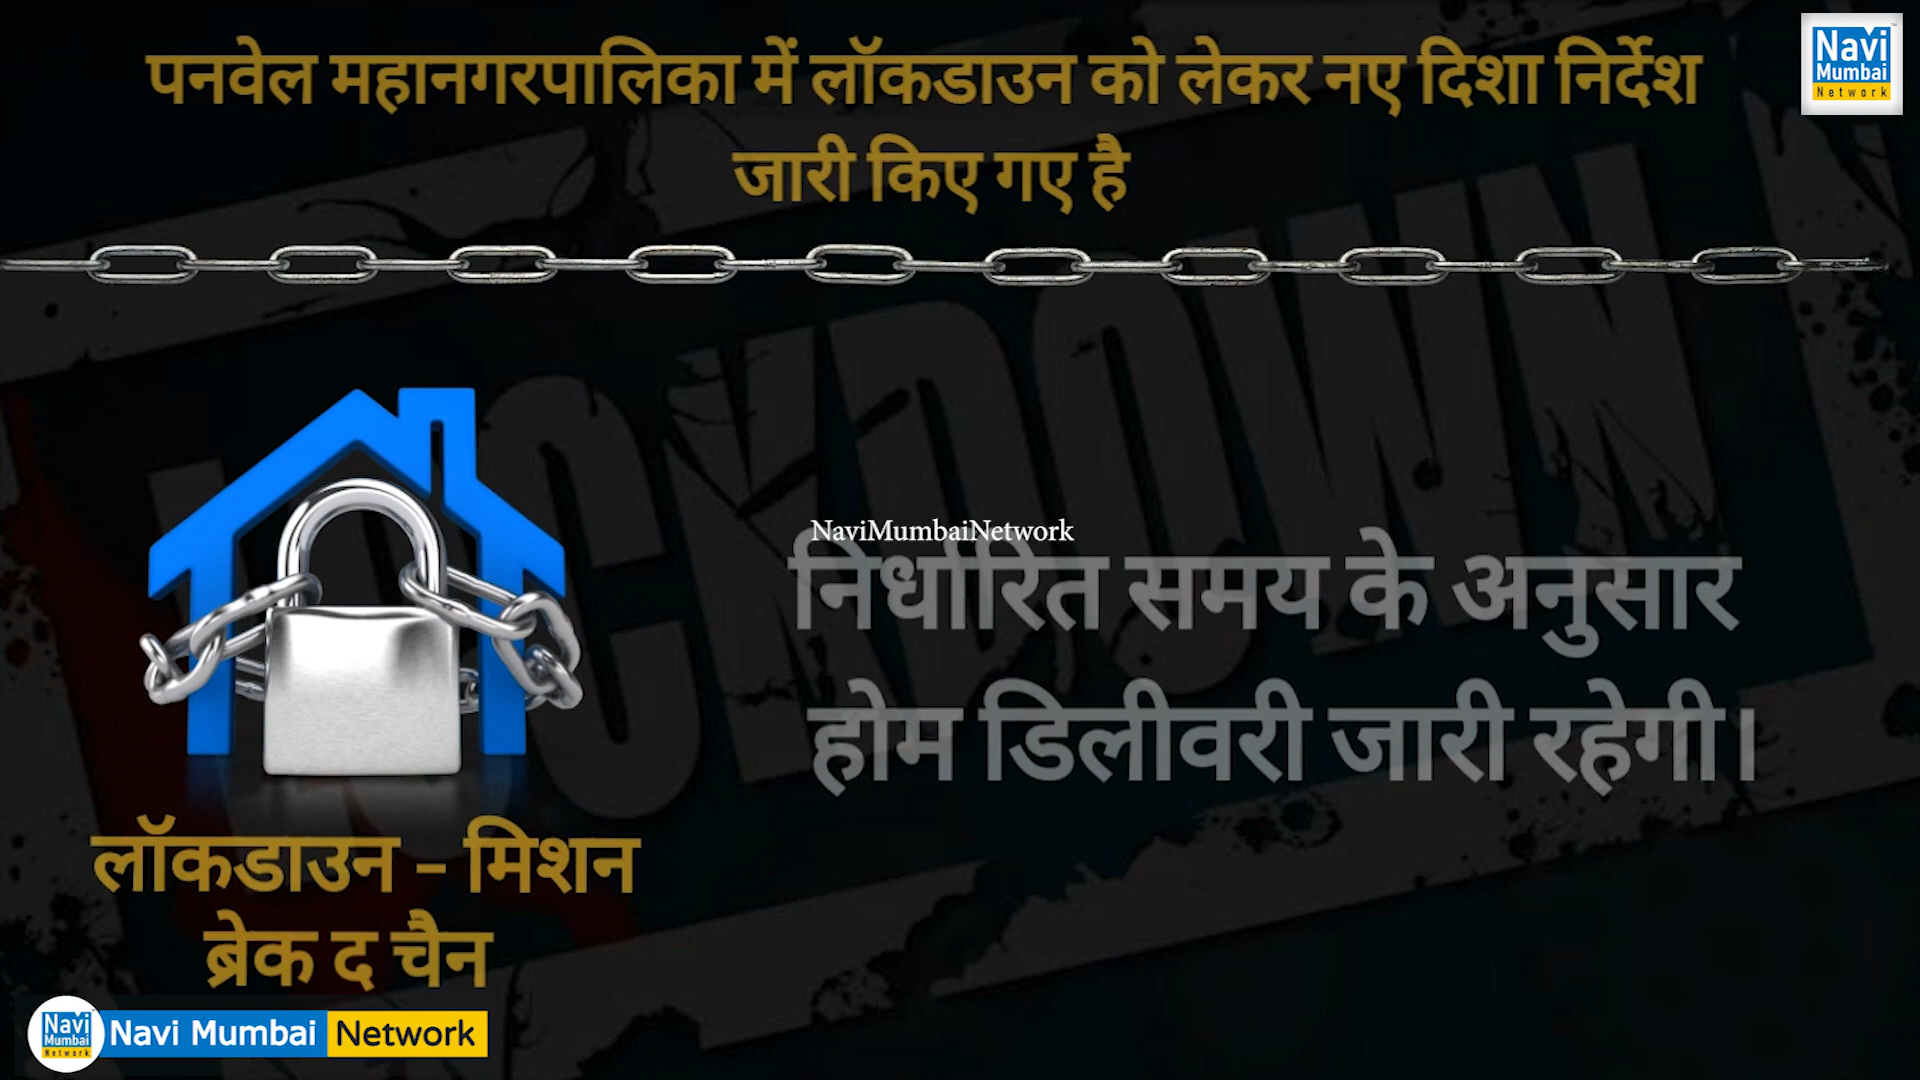 पनवेल महानगरपालिका में लॉकडाउन को लेकर नए दिशा निर्देश
जारी किए गए है
Navi
Mumbai
Network
LOCKDOWN
NaviMumbaiNetwork
निर्धारित समय के अनुसार
होम डिलीवरी जारी रहेगी।
लॉकडाउन - मिशन
ब्रेक द चैन
Navi
Mumbai
Network
Navi Mumbai Network